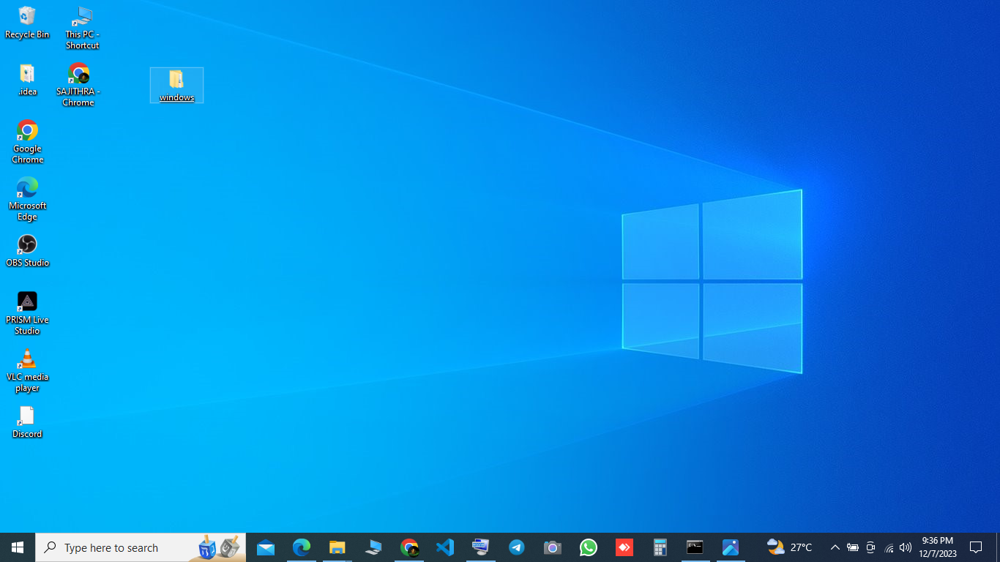 Recycle Bin
This PC -
Shortcut
.idea
SAJITHRA -
Chrome
windows
Google
Chrome
Microsoft
Edge
OBS Studio
PRISM Live
Studio
VLC media
player
Discord
Type here to search
27°C
9:36 PM
12/7/2023